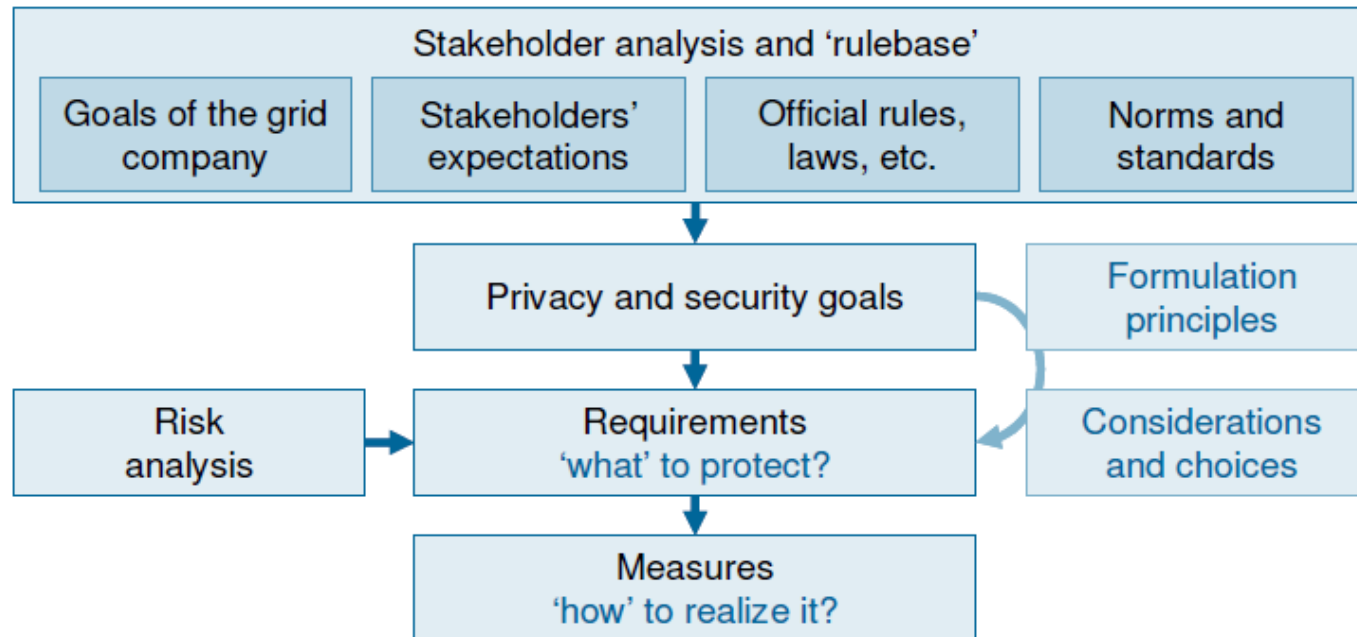 Stakeholder analysis and ‘rulebase’
Goals of the grid
company
Stakeholders’
expectations
Official rules,
laws, etc.
Norms and
standards
Privacy and security goals
Formulation
principles
Risk
analysis
Requirements
‘what’ to protect?
Considerations
and choices
Measures
‘how’ to realize it?